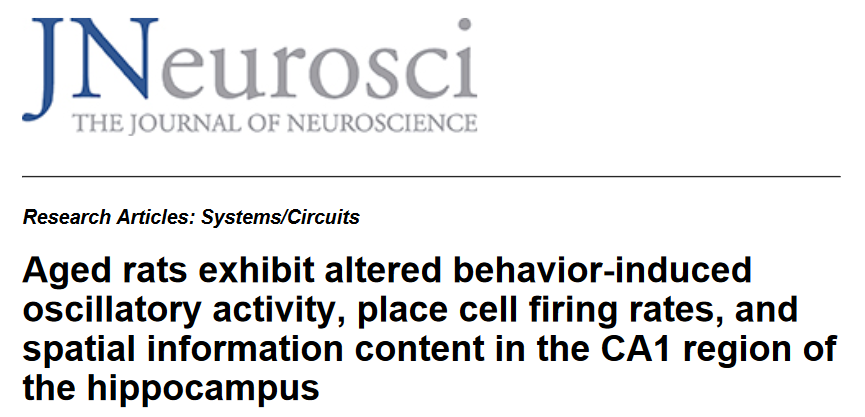 JNeurosci
THE JOURNAL OF NEUROSCIENCE
Research Articles: Systems/Circuits
Aged rats exhibit altered behavior-induced
oscillatory activity, place cell firing rates, and
spatial information content in the CA1 region of
the hippocampus